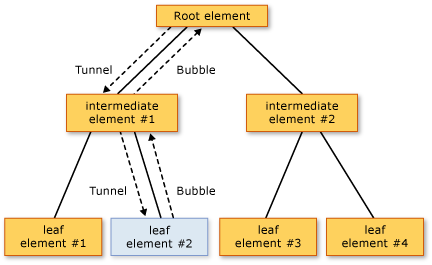 Root element
Tunnel
Bubble
intermediate
element #1
intermediate
element #2
Tunnel
Bubble
leaf
element #1
leaf
element #2
leaf
element #3
leaf
element #4